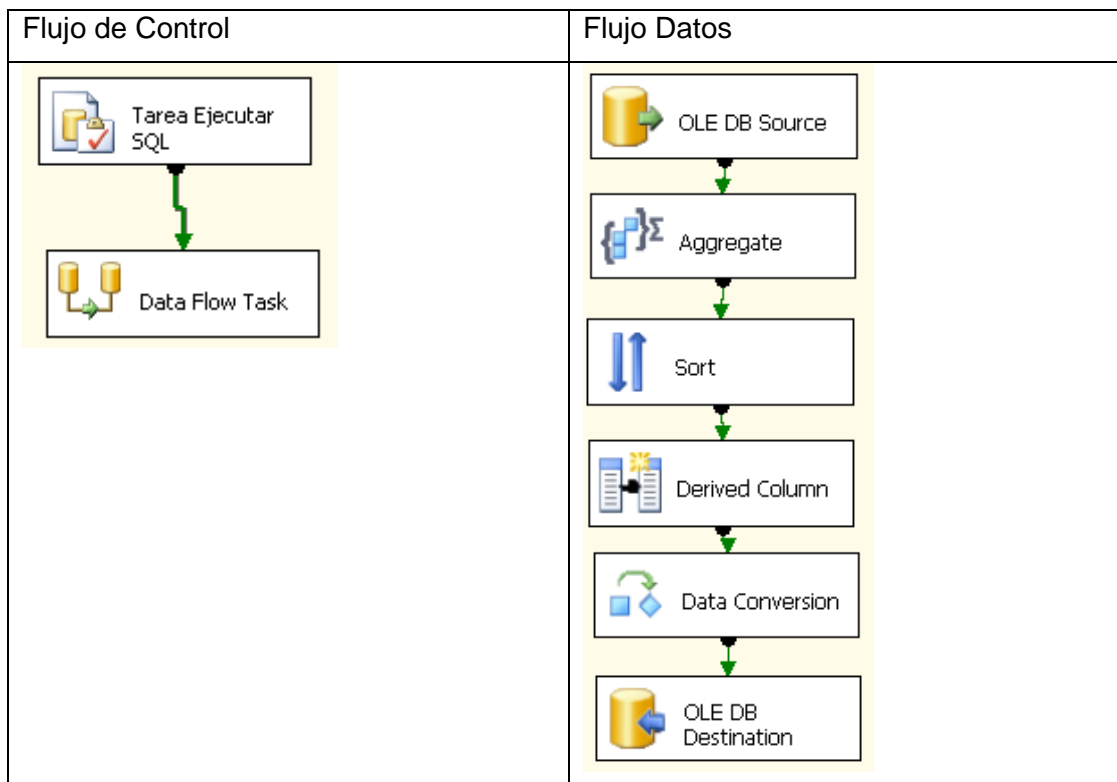 Flujo de Control
Flujo Datos
Tarea Ejecutar
SQL
Data Flow Task
OLE DB Source
Aggregate
Sort
Derived Column
Data Conversion
OLE DB
Destination